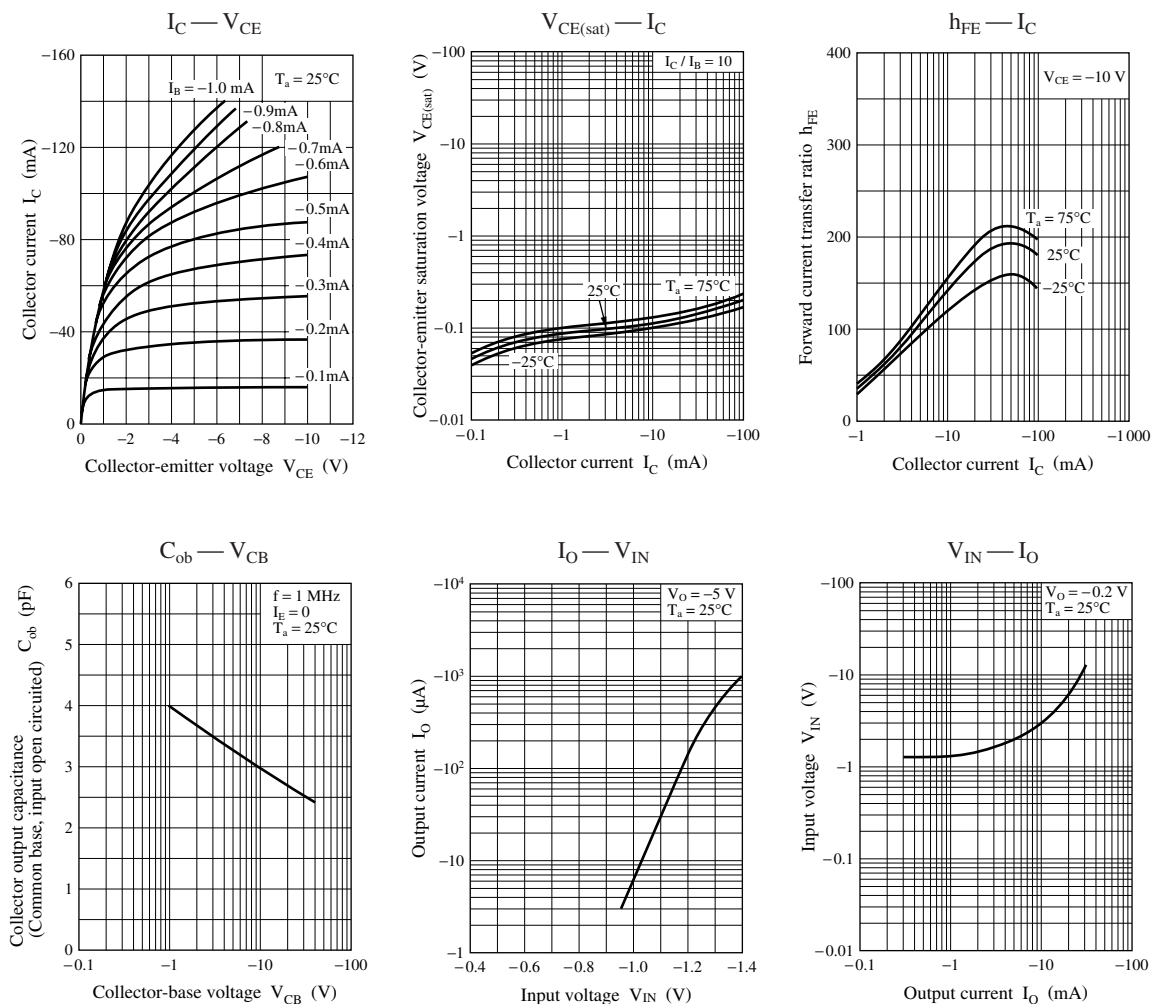 I_C — V_CE
−160
−120
−80
−40
0
0
−2
−4
−6
−8
−10
−12
Collector current I_C (mA)
Collector-emitter voltage V_CE (V)
T_a = 25°C
I_B = −1.0 mA
−0.9mA
−0.8mA
−0.7mA
−0.6mA
−0.5mA
−0.4mA
−0.3mA
−0.2mA
−0.1mA
V_CE(sat) — I_C
−100
−10
−1
−0.1
−0.01
−0.1
−1
−10
−100
Collector-emitter saturation voltage V_CE(sat) (V)
Collector current I_C (mA)
I_C / I_B = 10
25°C
T_a = 75°C
−25°C
h_FE — I_C
400
300
200
100
0
−1
−10
−100
−1 000
Forward current transfer ratio h_FE
Collector current I_C (mA)
V_CE = −10 V
T_a = 75°C
25°C
−25°C
C_ob — V_CB
6
5
4
3
2
1
0
−0.1
−1
−10
−100
Collector output capacitance C_ob (pF)
(Common base, input open circuited)
Collector-base voltage V_CB (V)
f = 1 MHz
I_E = 0
T_a = 25°C
I_O — V_IN
−10⁴
−10³
−10²
−10
−1
−0.4
−0.6
−0.8
−1.0
−1.2
−1.4
Output current I_O (µA)
Input voltage V_IN (V)
V_O = −5 V
T_a = 25°C
V_IN — I_O
−100
−10
−1
−0.1
−0.01
−0.1
−1
−10
−100
Input voltage V_IN (V)
Output current I_O (mA)
V_O = −0.2 V
T_a = 25°C